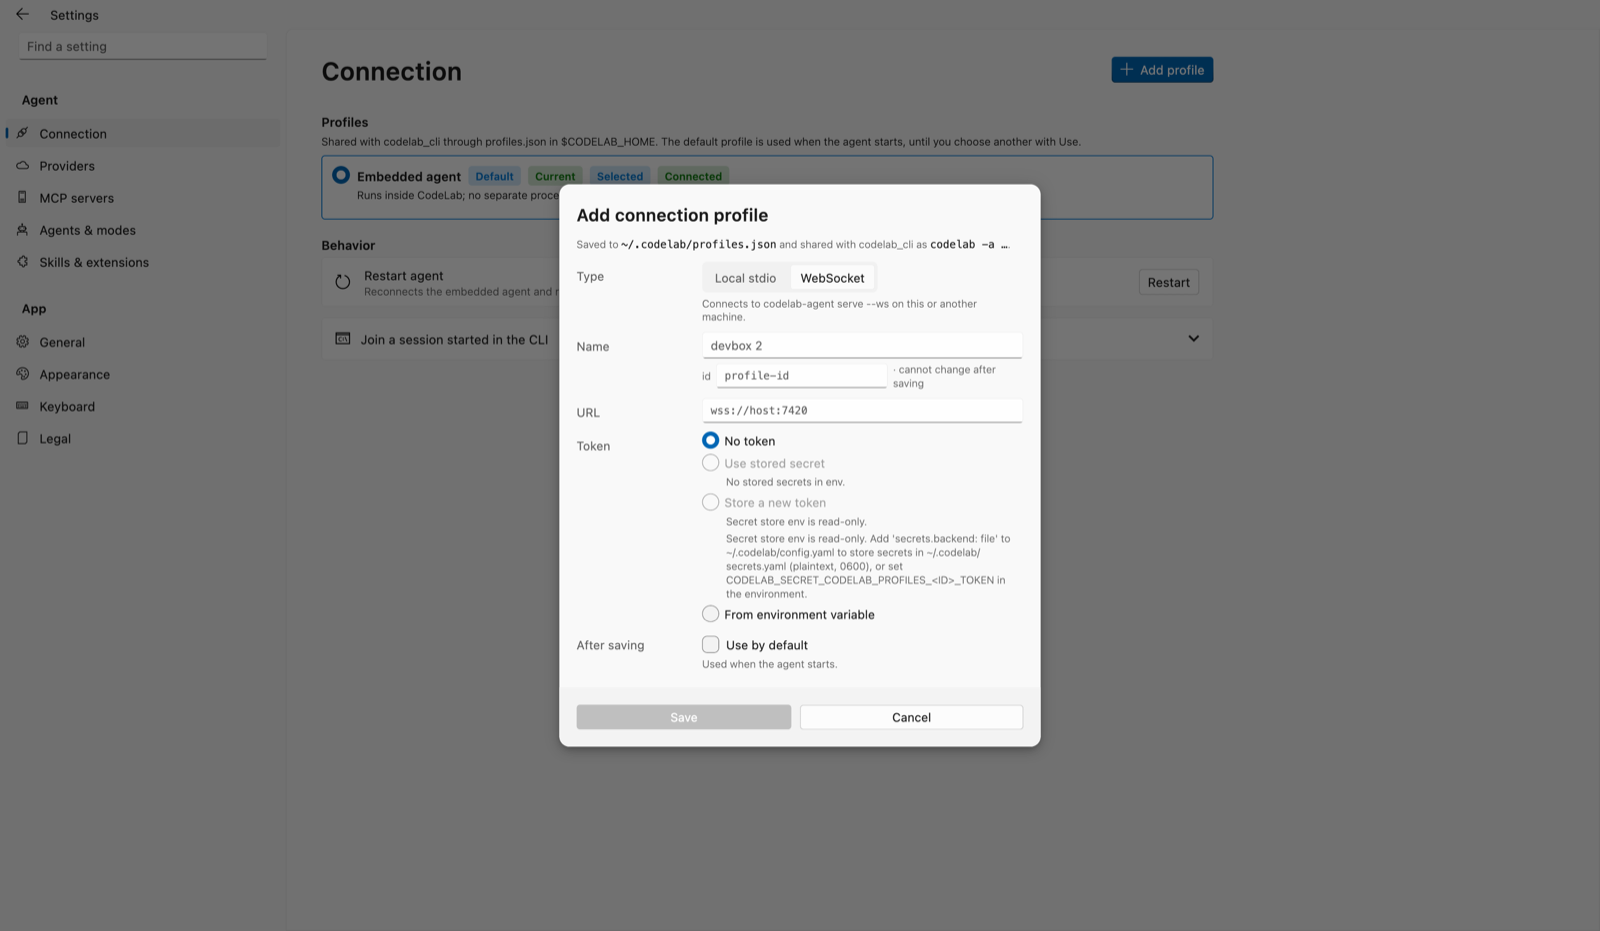 Settings
Find a setting
Agent
Connection
Providers
MCP servers
Agents & modes
Skills & extensions
App
General
Appearance
Keyboard
Legal
Connection
Add profile
Profiles
Shared with codelab_cli through profiles.json in $CODELAB_HOME. The default profile is used when the agent starts, until you choose another with Use.
Embedded agent Default Current Selected Connected
Runs inside CodeLab; no separate proce
Behavior
Restart agent
Reconnects the embedded agent and r
Restart
Join a session started in the CLI
Add connection profile
Saved to ~/.codelab/profiles.json and shared with codelab_cli as codelab -a ….
Type
Local stdio WebSocket
Connects to codelab-agent serve --ws on this or another
machine.
Name
devbox 2
id profile-id · cannot change after
saving
URL
wss://host:7420
Token
No token
Use stored secret
No stored secrets in env.
Store a new token
Secret store env is read-only.
Secret store env is read-only. Add 'secrets.backend: file' to
~/.codelab/config.yaml to store secrets in ~/.codelab/
secrets.yaml (plaintext, 0600), or set
CODELAB_SECRET_CODELAB_PROFILES_<ID>_TOKEN in
the environment.
From environment variable
After saving
Use by default
Used when the agent starts.
Save
Cancel